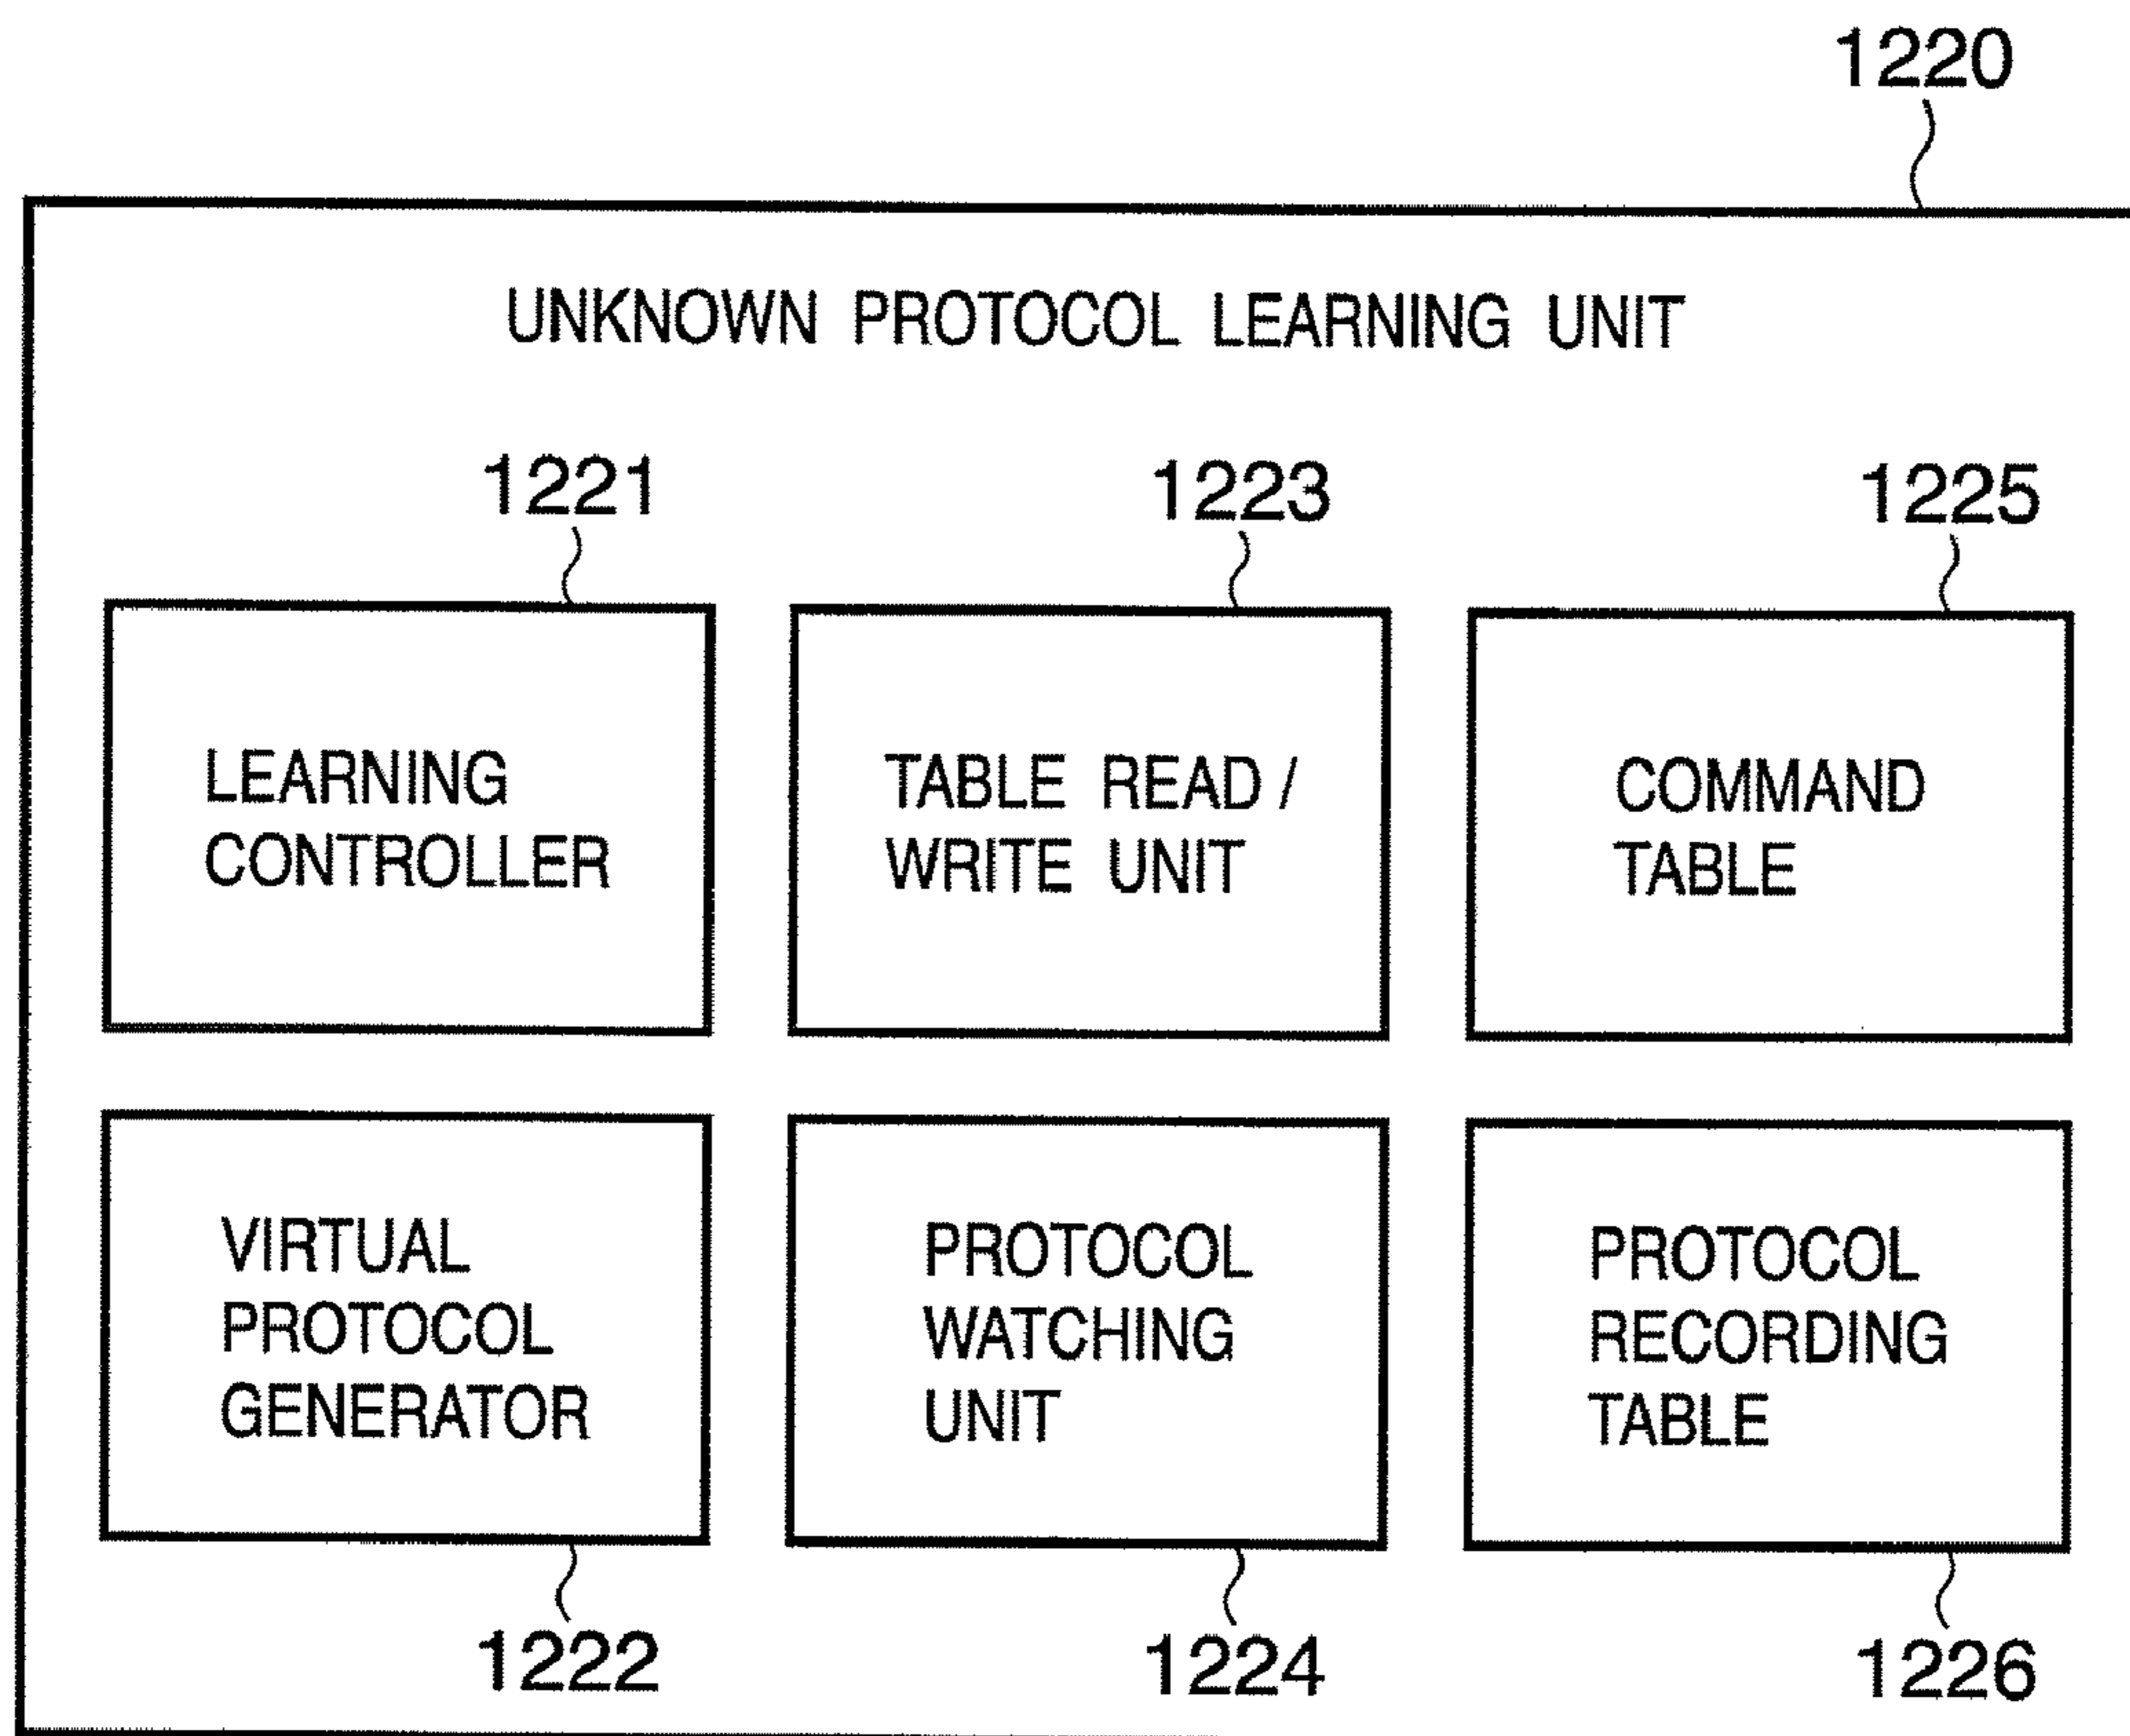 1220
UNKNOWN PROTOCOL LEARNING UNIT
1221
1223
1225
LEARNING
CONTROLLER
TABLE READ /
WRITE UNIT
COMMAND
TABLE
VIRTUAL
PROTOCOL
GENERATOR
PROTOCOL
WATCHING
UNIT
PROTOCOL
RECORDING
TABLE
1222
1224
1226